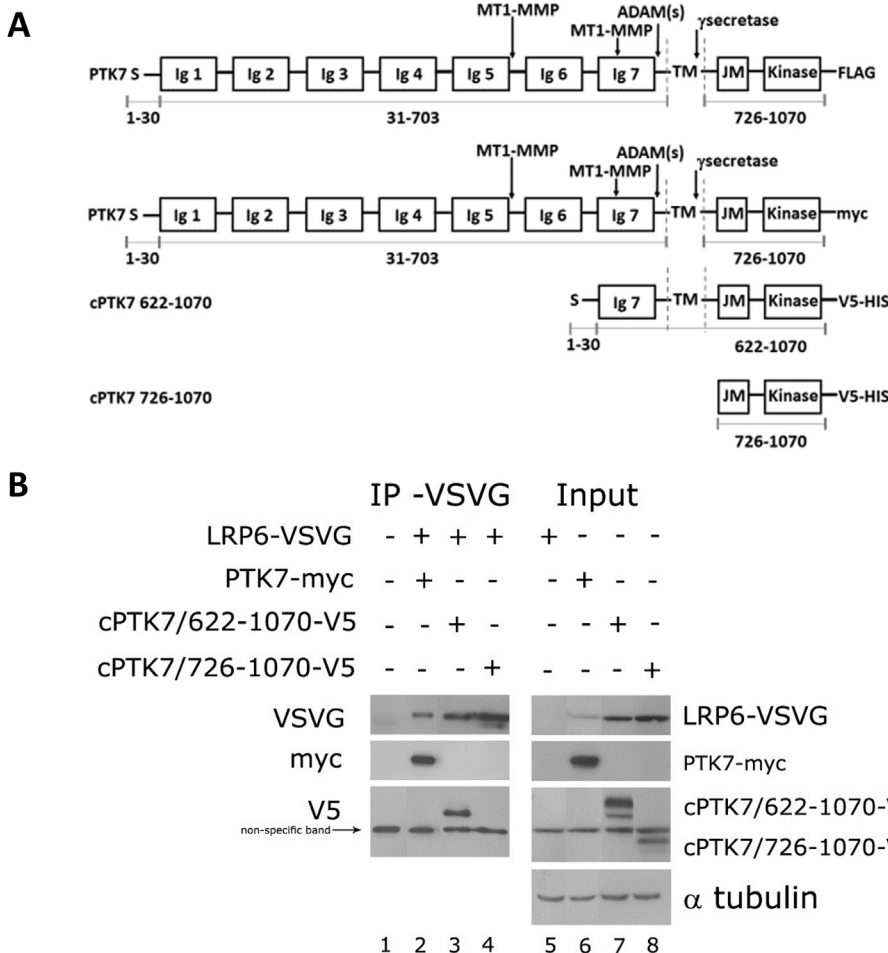 A
MT1-MMP
ADAM(s)
MT1-MMP
γsecretase
PTK7 S Ig 1 Ig 2 Ig 3 Ig 4 Ig 5 Ig 6 Ig 7 TM JM Kinase FLAG
1-30 31-703 726-1070
MT1-MMP
ADAM(s)
MT1-MMP
γsecretase
PTK7 S Ig 1 Ig 2 Ig 3 Ig 4 Ig 5 Ig 6 Ig 7 TM JM Kinase myc
1-30 31-703 726-1070
cPTK7 622-1070 S Ig 7 TM JM Kinase V5-HIS
1-30 622-1070
cPTK7 726-1070 JM Kinase V5-HIS
726-1070
B
IP -VSVG Input
LRP6-VSVG - + + + + - - -
PTK7-myc - + - - - + - -
cPTK7/622-1070-V5 - - + - - - + -
cPTK7/726-1070-V5 - - - + - - - +
VSVG LRP6-VSVG
myc PTK7-myc
V5 cPTK7/622-1070-V
non-specific band
cPTK7/726-1070-V
α tubulin
1 2 3 4 5 6 7 8